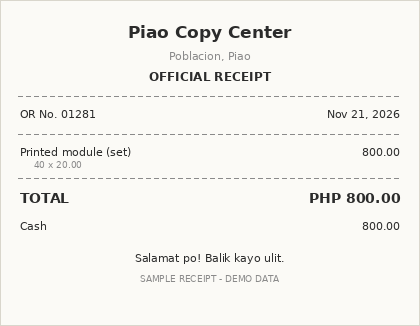 Piao Copy Center
Poblacion, Piao
OFFICIAL RECEIPT
OR No. 01281 Nov 21, 2026
Printed module (set) 800.00
40 x 20.00
TOTAL PHP 800.00
Cash 800.00
Salamat po! Balik kayo ulit.
SAMPLE RECEIPT - DEMO DATA